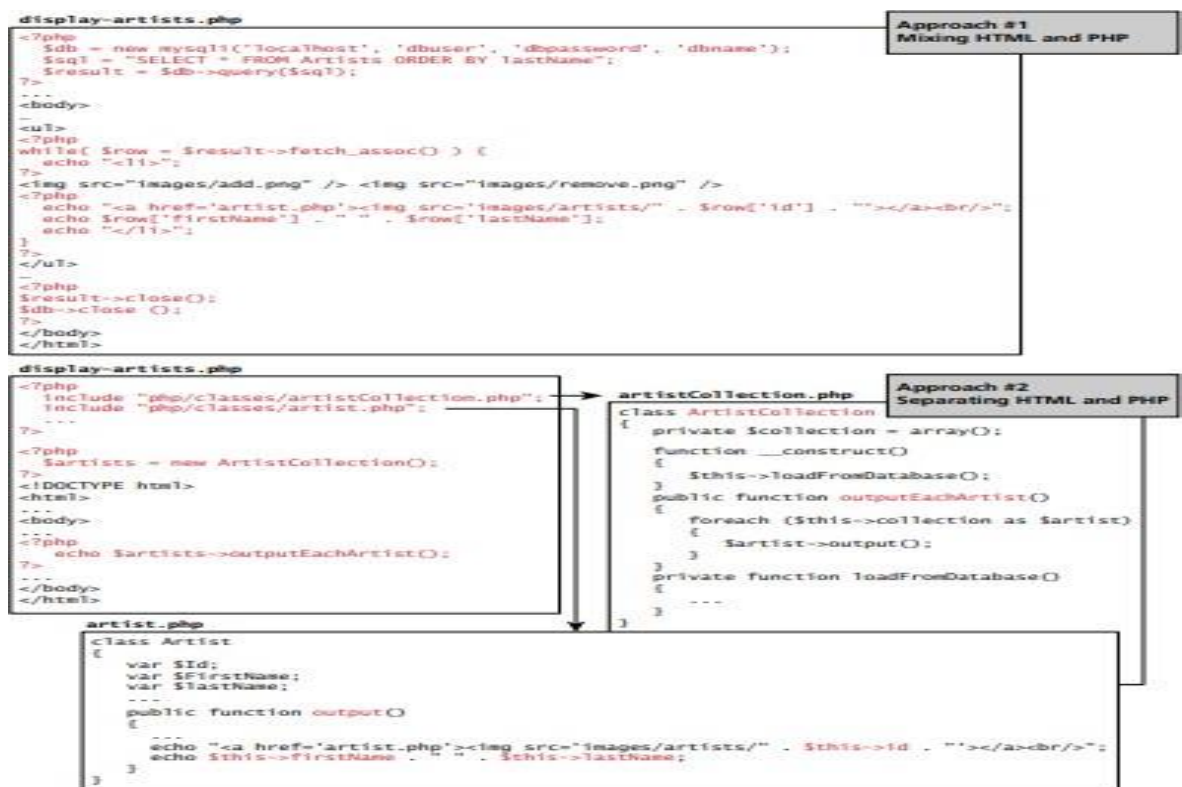 display-artists.php
Approach #1
Mixing HTML and PHP
<?php
$db = new mysqli('localhost', 'dbuser', 'dbpassword', 'dbname');
$sql = "SELECT * FROM Artists ORDER BY lastName";
$result = $db->query($sql);
?>
...
<body>
…
<ul>
<?php
while( $row = $result->fetch_assoc() ) {
echo "<li>";
?>
<img src="images/add.png" /> <img src="images/remove.png" />
<?php
echo "<a href='artist.php'><img src='images/artists/" . $row['id'] . "'></a><br/>";
echo $row['firstName'] . " " . $row['lastName'];
echo "</li>";
}
?>
</ul>
…
<?php
$result->close();
$db->close ();
?>
</body>
</html>
display-artists.php
<?php
include "php/classes/artistCollection.php";
include "php/classes/artist.php";
...
?>
<?php
$artists = new ArtistCollection();
?>
<!DOCTYPE html>
<html>
...
<body>
...
<?php
echo $artists->outputEachArtist();
?>
...
</body>
</html>
artistCollection.php
Approach #2
Separating HTML and PHP
class ArtistCollection
{
private $collection = array();
function __construct()
{
$this->loadFromDatabase();
}
public function outputEachArtist()
{
foreach ($this->collection as $artist)
{
$artist->output();
}
}
private function loadFromDatabase()
{
...
}
}
artist.php
class Artist
{
var $Id;
var $FirstName;
var $lastName;
...
public function output()
{
...
echo "<a href='artist.php'><img src='images/artists/" . $this->id . "'></a><br/>";
echo $this->firstName . " " . $this->lastName;
}
}